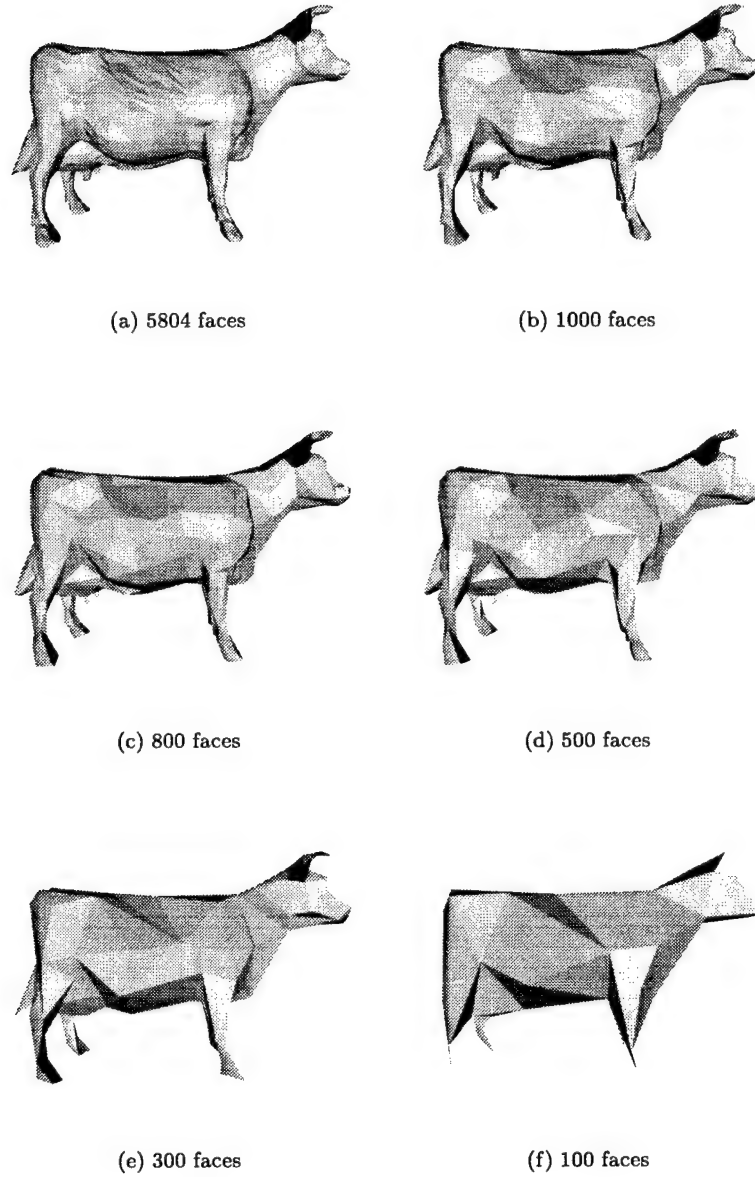 (a) 5804 faces
(b) 1000 faces
(c) 800 faces
(d) 500 faces
(e) 300 faces
(f) 100 faces